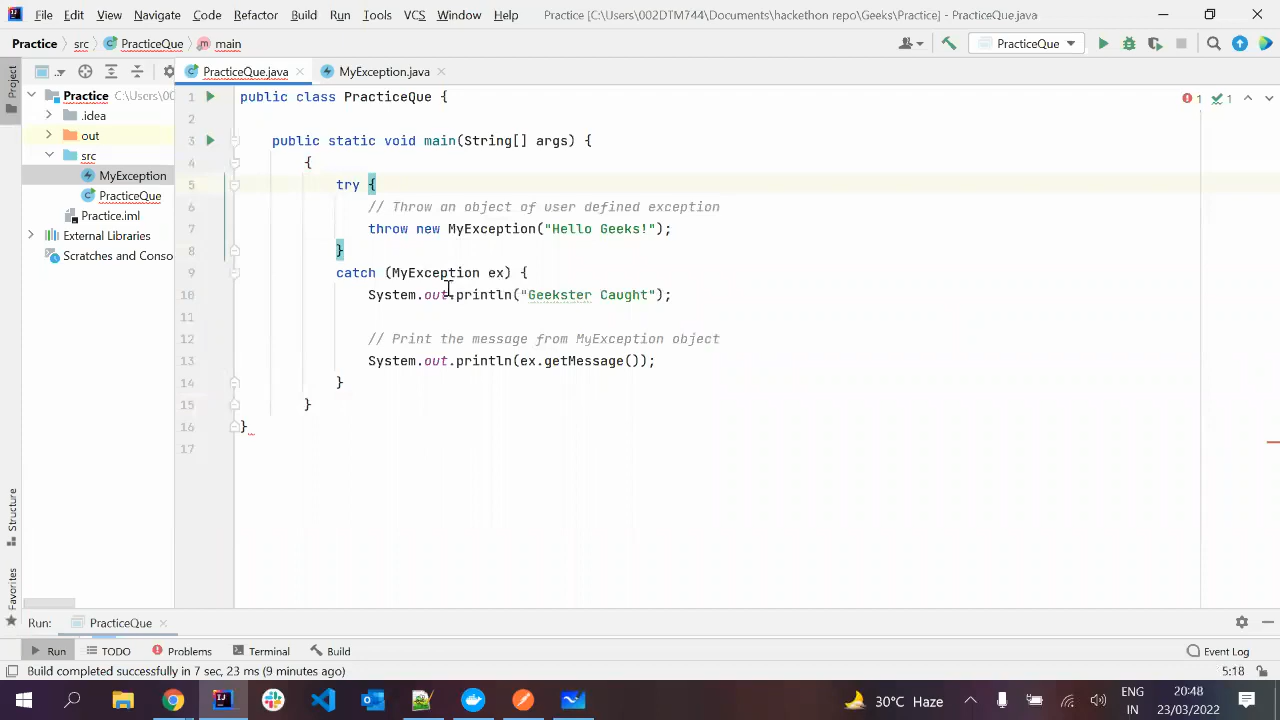 File Edit View Navigate Code Refactor Build Run Tools VCS Window Help Practice [C:\Users\002DTM744\Documents\hackethon repo\Geeks\Practice] - PracticeQue.java
Practice src PracticeQue main PracticeQue
Project
PracticeQue.java MyException.java
Practice C:\Users\00
.idea
out
src
MyException
PracticeQue
Practice.iml
External Libraries
Scratches and Conso
1 public class PracticeQue {
2
3 public static void main(String[] args) {
4 {
5 try {
6 // Throw an object of user defined exception
7 throw new MyException("Hello Geeks!");
8 }
9 catch (MyException ex) {
10 System.out.println("Geekster Caught");
11
12 // Print the message from MyException object
13 System.out.println(ex.getMessage());
14 }
15 }
16 }
17
1 1
Structure
Favorites
Run: PracticeQue
Run TODO Problems Terminal Build Event Log
Build completed successfully in 7 sec, 23 ms (9 minutes ago) 5:18
30°C Haze ENG IN 20:48 23/03/2022